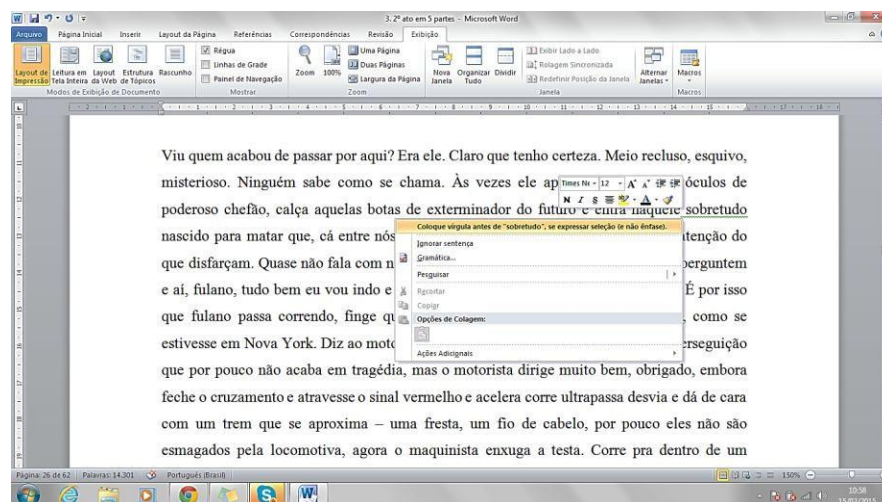 3. 2º ato em 5 partes - Microsoft Word
Arquivo Página Inicial Inserir Layout da Página Referências Correspondências Revisão Exibição
Layout de Impressão Leitura em Tela Inteira Layout da Web Estrutura de Tópicos Rascunho
Modos de Exibição de Documento
Régua
Linhas de Grade
Painel de Navegação
Mostrar
Zoom 100%
Uma Página
Duas Páginas
Largura da Página
Zoom
Nova Janela Organizar Tudo Dividir
Exibir Lado a Lado
Rolagem Sincronizada
Redefinir Posição da Janela
Janela
Alternar Janelas
Macros
Macros
Viu quem acabou de passar por aqui? Era ele. Claro que tenho certeza. Meio recluso, esquivo,
misterioso. Ninguém sabe como se chama. Às vezes ele ap óculos de
Times Ne 12
N I S
poderoso chefão, calça aquelas botas de exterminador do futuro e entra naquele sobretudo
Coloque vírgula antes de "sobretudo", se expressar seleção (e não ênfase).
nascido para matar que, cá entre nós tenção do
Ignorar sentença
que disfarçam. Quase não fala com n perguntem
Gramática...
Pesquisar
e aí, fulano, tudo bem eu vou indo e É por isso
Recortar
Copiar
que fulano passa correndo, finge qu , como se
Opções de Colagem:
estivesse em Nova York. Diz ao moto rseguição
Ações Adicionais
que por pouco não acaba em tragédia, mas o motorista dirige muito bem, obrigado, embora
feche o cruzamento e atravesse o sinal vermelho e acelera corre ultrapassa desvia e dá de cara
com um trem que se aproxima – uma fresta, um fio de cabelo, por pouco eles não são
esmagados pela locomotiva, agora o maquinista enxuga a testa. Corre pra dentro de um
Página: 26 de 62 Palavras: 14.301 Português (Brasil) 150%
10:58
15/02/2015